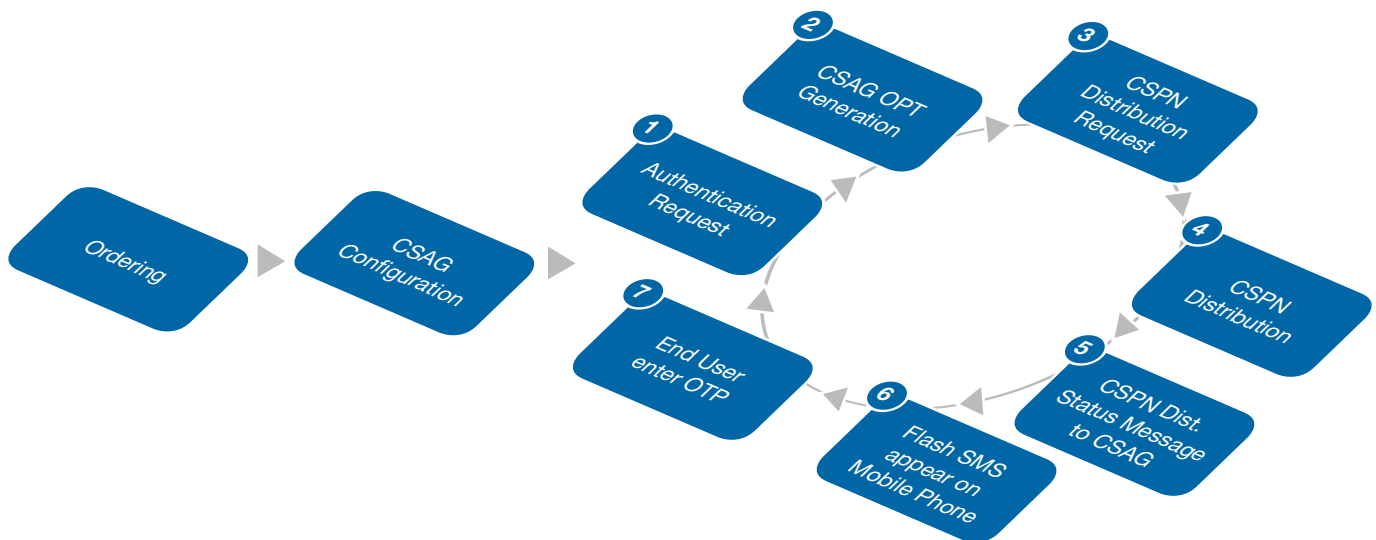 Ordering
CSAG
Configuration
1
Authentication
Request
2
CSAG OPT
Generation
3
CSPN
Distribution
Request
4
CSPN
Distribution
5
CSPN Dist.
Status Message
to CSAG
6
Flash SMS
appear on
Mobile Phone
7
End User
enter OTP